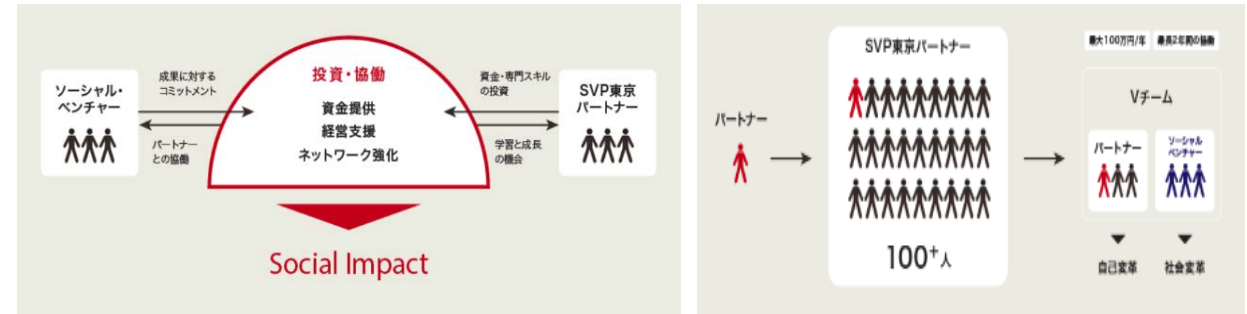 ソーシャル・
ベンチャー
成果に対する
コミットメント
パートナー
との協働
投資・協働
資金提供
経営支援
ネットワーク強化
資金・専門スキル
の投資
学習と成長
の機会
SVP東京
パートナー
Social Impact
パートナー
SVP東京パートナー
100+人
最大100万円/年
最長2年間の協働
Vチーム
パートナー
ソーシャル
ベンチャー
自己変革
社会変革